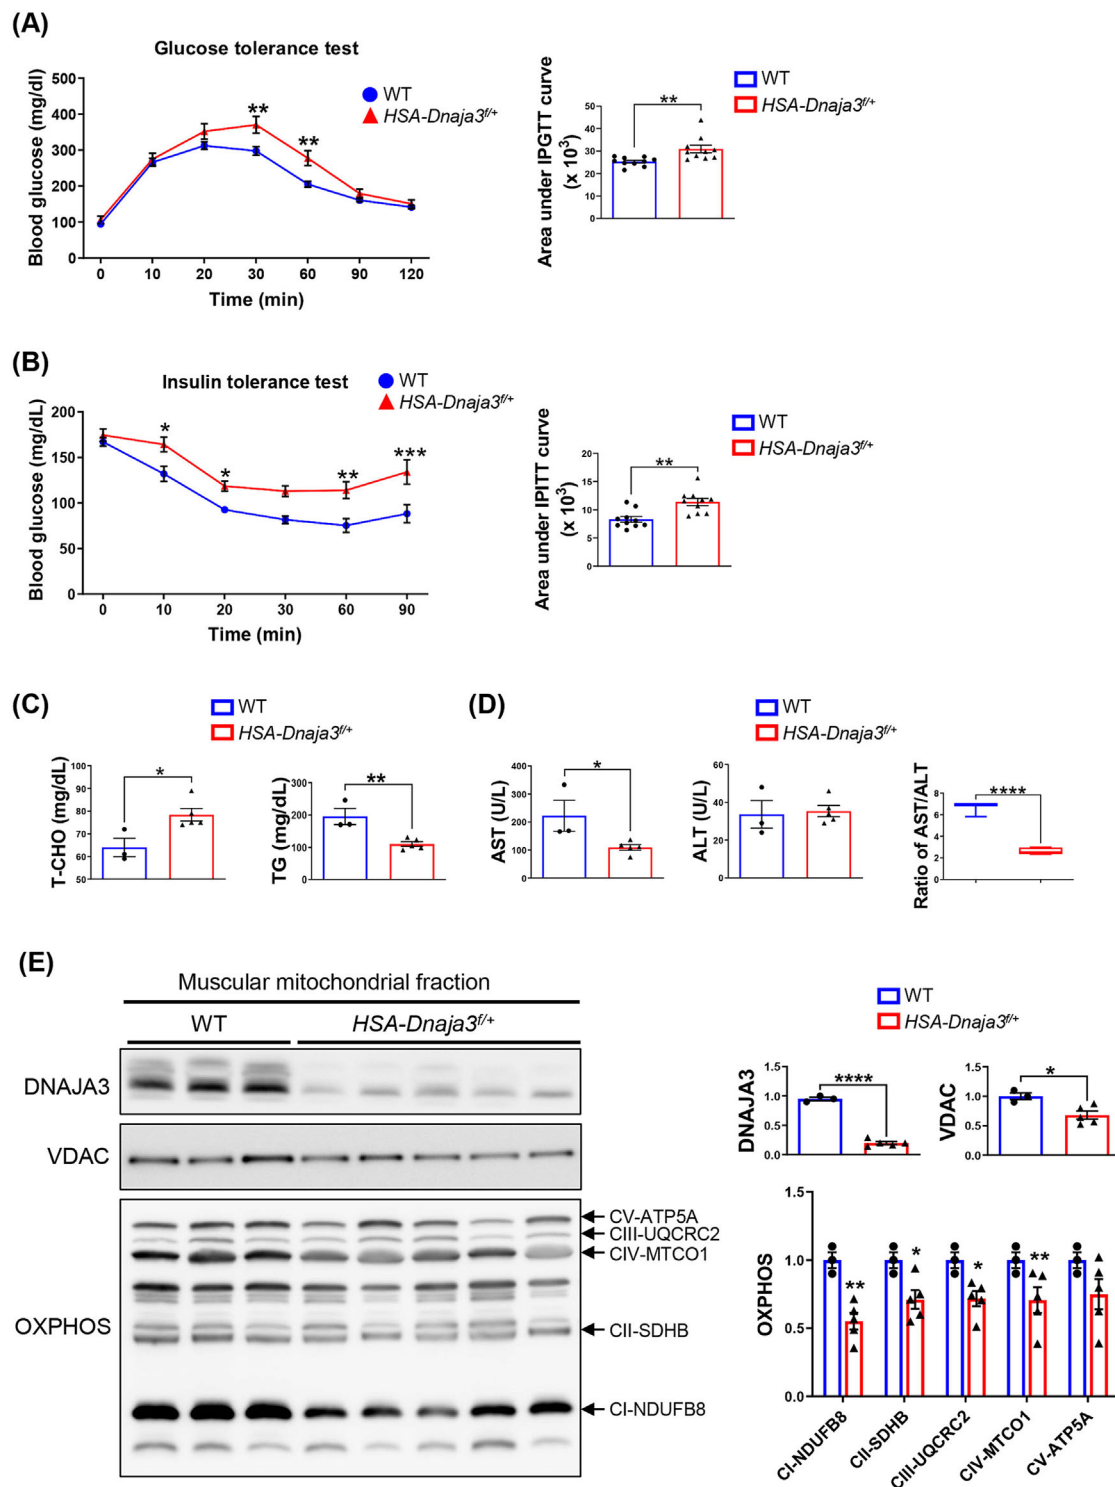 (A)
Glucose tolerance test
WT
HSA-Dnaja3f/+
Blood glucose (mg/dl)
500
400
300
200
100
0
** **
0 10 20 30 60 90 120
Time (min)
WT
HSA-Dnaja3f/+
Area under IPGTT curve
(x 10³)
50
40
30
20
10
0
**
(B)
Insulin tolerance test
WT
HSA-Dnaja3f/+
Blood glucose (mg/dL)
200
150
100
50
0
* * ** ***
0 10 20 30 60 90
Time (min)
WT
HSA-Dnaja3f/+
Area under IPITT curve
(x 10³)
20
15
10
5
0
**
(C)
WT
HSA-Dnaja3f/+
T-CHO (mg/dL)
100
90
80
70
60
50
*
TG (mg/dL)
300
200
100
0
**
(D)
WT
HSA-Dnaja3f/+
AST (U/L)
400
300
200
100
0
*
ALT (U/L)
60
40
20
0
Ratio of AST/ALT
8
6
4
2
0
****
(E)
Muscular mitochondrial fraction
WT HSA-Dnaja3f/+
DNAJA3
VDAC
OXPHOS
CV-ATP5A
CIII-UQCRC2
CIV-MTCO1
CII-SDHB
CI-NDUFB8
WT
HSA-Dnaja3f/+
DNAJA3
1.5
1.0
0.5
0.0
****
VDAC
1.5
1.0
0.5
0.0
*
OXPHOS
1.5
1.0
0.5
0.0
** * * **
CI-NDUFB8
CII-SDHB
CIII-UQCRC2
CIV-MTCO1
CV-ATP5A